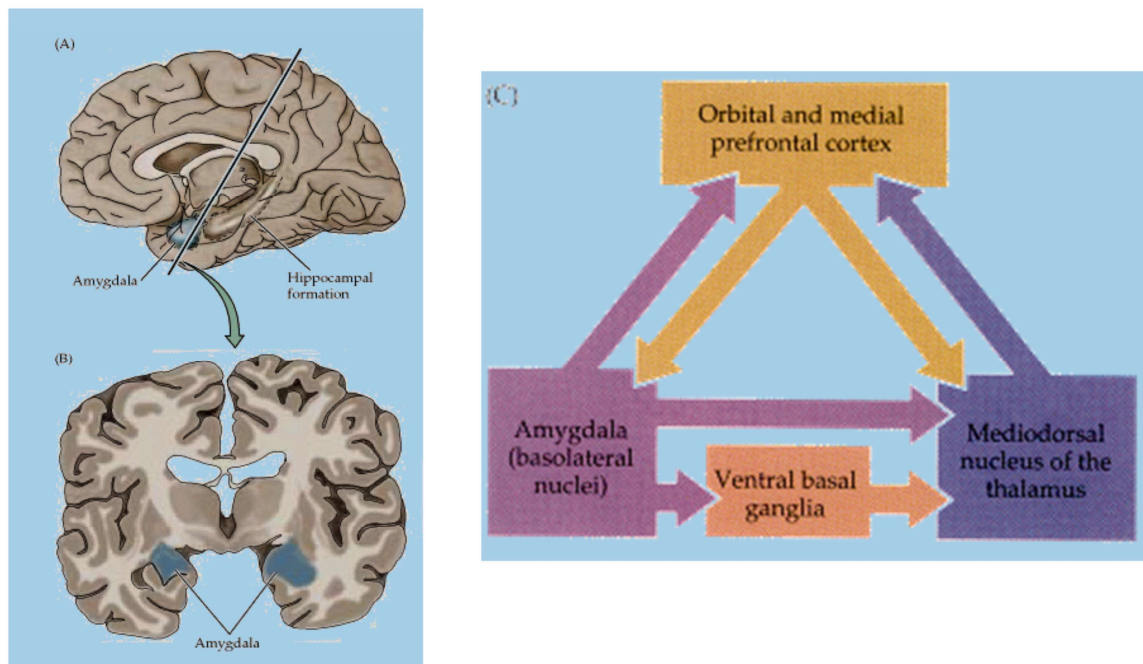 (A)
Amygdala
Hippocampal
formation
(B)
Amygdala
(C)
Orbital and medial
prefrontal cortex
Amygdala
(basolateral
nuclei)
Ventral basal
ganglia
Mediodorsal
nucleus of the
thalamus